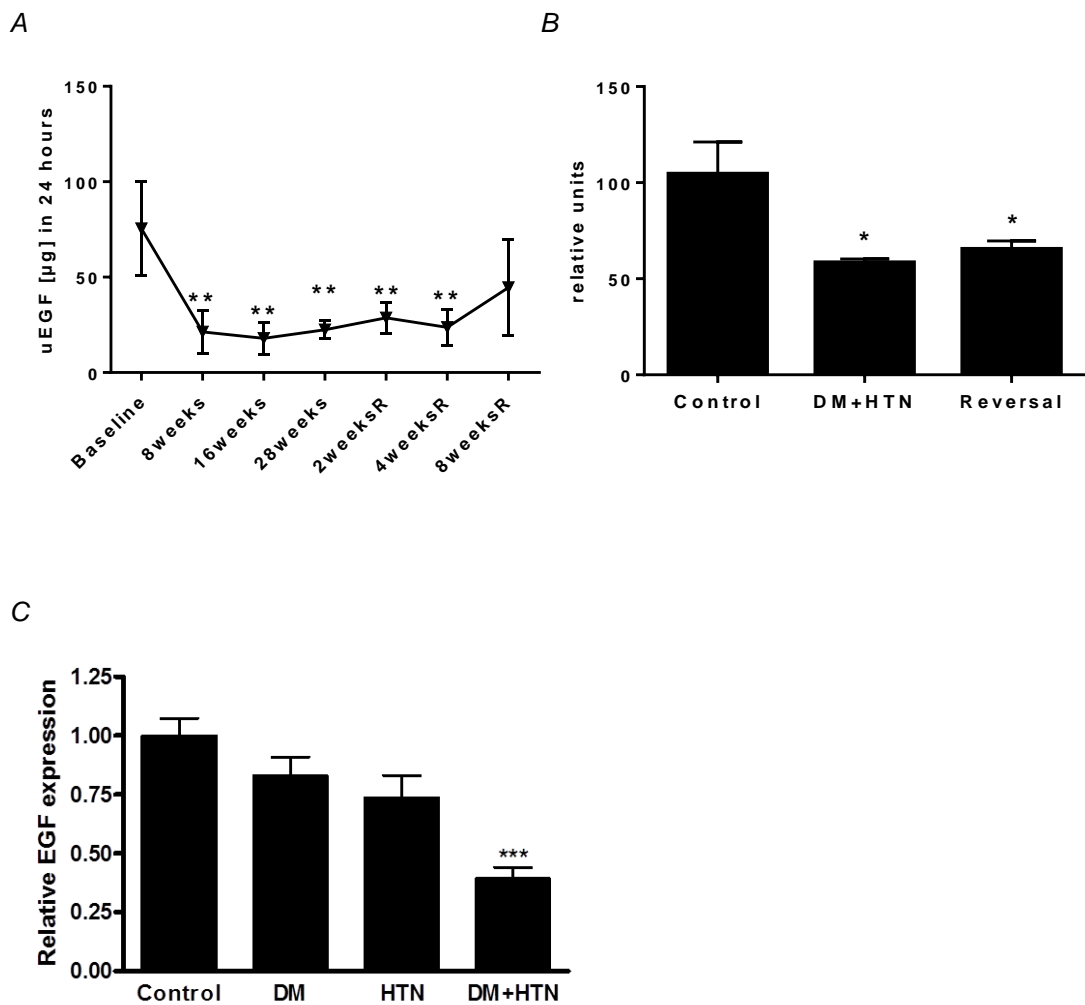 A
uEGF [µg] in 24 hours
150
100
50
0
**
**
**
**
**
Baseline
8weeks
16weeks
28weeks
2weeksR
4weeksR
8weeksR
B
relative units
150
100
50
0
*
*
Control DM+HTN Reversal
C
Relative EGF expression
1.25
1.00
0.75
0.50
0.25
0.00
***
Control DM HTN DM+HTN